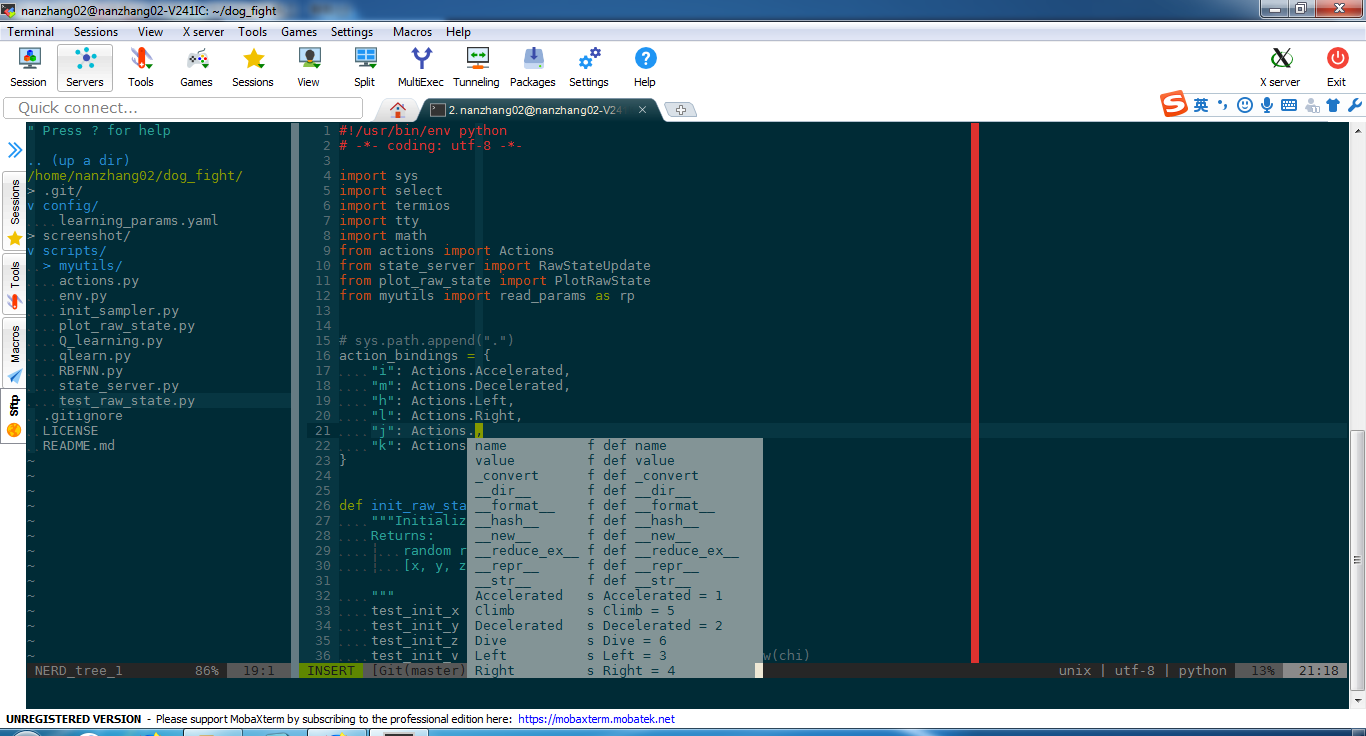 nanzhang02@nanzhang02-V241IC: ~/dog_fight
Terminal Sessions View X server Tools Games Settings Macros Help
Session Servers Tools Games Sessions View Split MultiExec Tunneling Packages Settings Help X server Exit
Quick connect...
2. nanzhang02@nanzhang02-V24
英
Sessions
Tools
Macros
Sftp
" Press ? for help
.. (up a dir)
/home/nanzhang02/dog_fight/
> .git/
v config/
learning_params.yaml
> screenshot/
v scripts/
> myutils/
actions.py
env.py
init_sampler.py
plot_raw_state.py
Q_learning.py
qlearn.py
RBFNN.py
state_server.py
test_raw_state.py
.gitignore
LICENSE
README.md
~
~
~
~
~
~
~
~
~
~
~
~
~
~
NERD_tree_1 86% 19:1
1 #!/usr/bin/env python
2 # -*- coding: utf-8 -*-
3
4 import sys
5 import select
6 import termios
7 import tty
8 import math
9 from actions import Actions
10 from state_server import RawStateUpdate
11 from plot_raw_state import PlotRawState
12 from myutils import read_params as rp
13
14
15 # sys.path.append(".")
16 action_bindings = {
17 "i": Actions.Accelerated,
18 "m": Actions.Decelerated,
19 "h": Actions.Left,
20 "l": Actions.Right,
21 "j": Actions.,
22 "k": Actions
23 }
24
25
26 def init_raw_sta
27 """Initializ
28 Returns:
29 random r
30 [x, y, z
31
32 """
33 test_init_x
34 test_init_y
35 test_init_z
36 test_init_v w(chi)
name f def name
value f def value
_convert f def _convert
__dir__ f def __dir__
__format__ f def __format__
__hash__ f def __hash__
__new__ f def __new__
__reduce_ex__ f def __reduce_ex__
__repr__ f def __repr__
__str__ f def __str__
Accelerated s Accelerated = 1
Climb s Climb = 5
Decelerated s Decelerated = 2
Dive s Dive = 6
Left s Left = 3
Right s Right = 4
INSERT [Git(master) unix | utf-8 | python 13% 21:18
UNREGISTERED VERSION - Please support MobaXterm by subscribing to the professional edition here: https://mobaxterm.mobatek.net